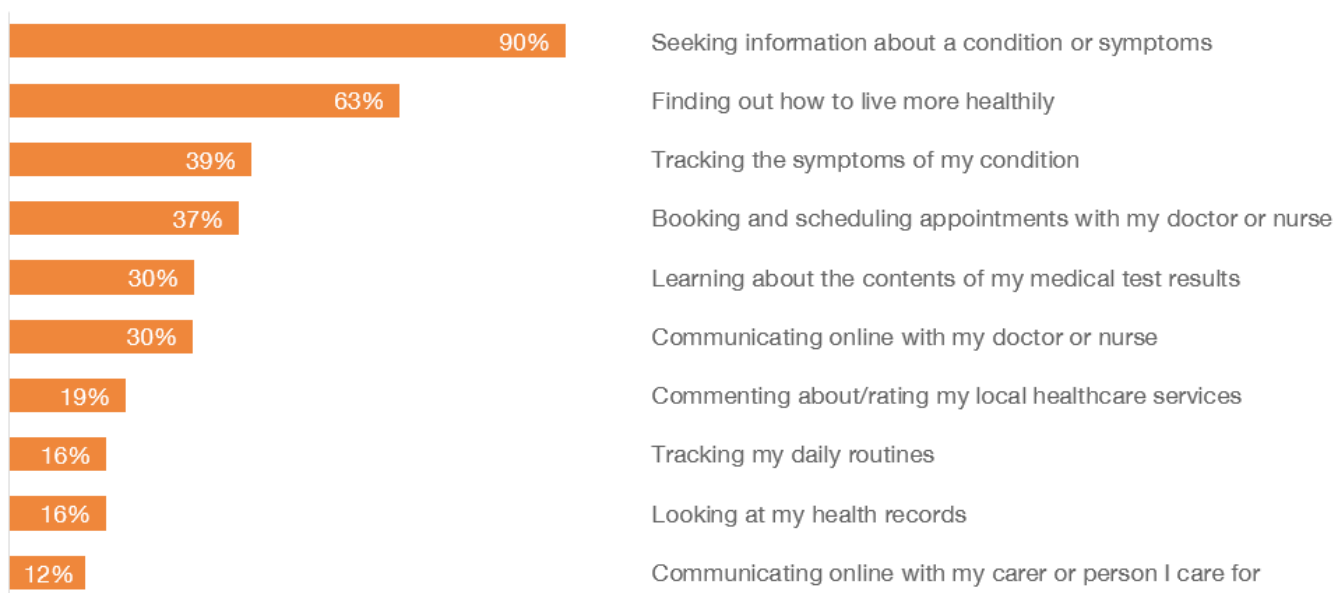 90% Seeking information about a condition or symptoms
63% Finding out how to live more healthily
39% Tracking the symptoms of my condition
37% Booking and scheduling appointments with my doctor or nurse
30% Learning about the contents of my medical test results
30% Communicating online with my doctor or nurse
19% Commenting about/rating my local healthcare services
16% Tracking my daily routines
16% Looking at my health records
12% Communicating online with my carer or person I care for